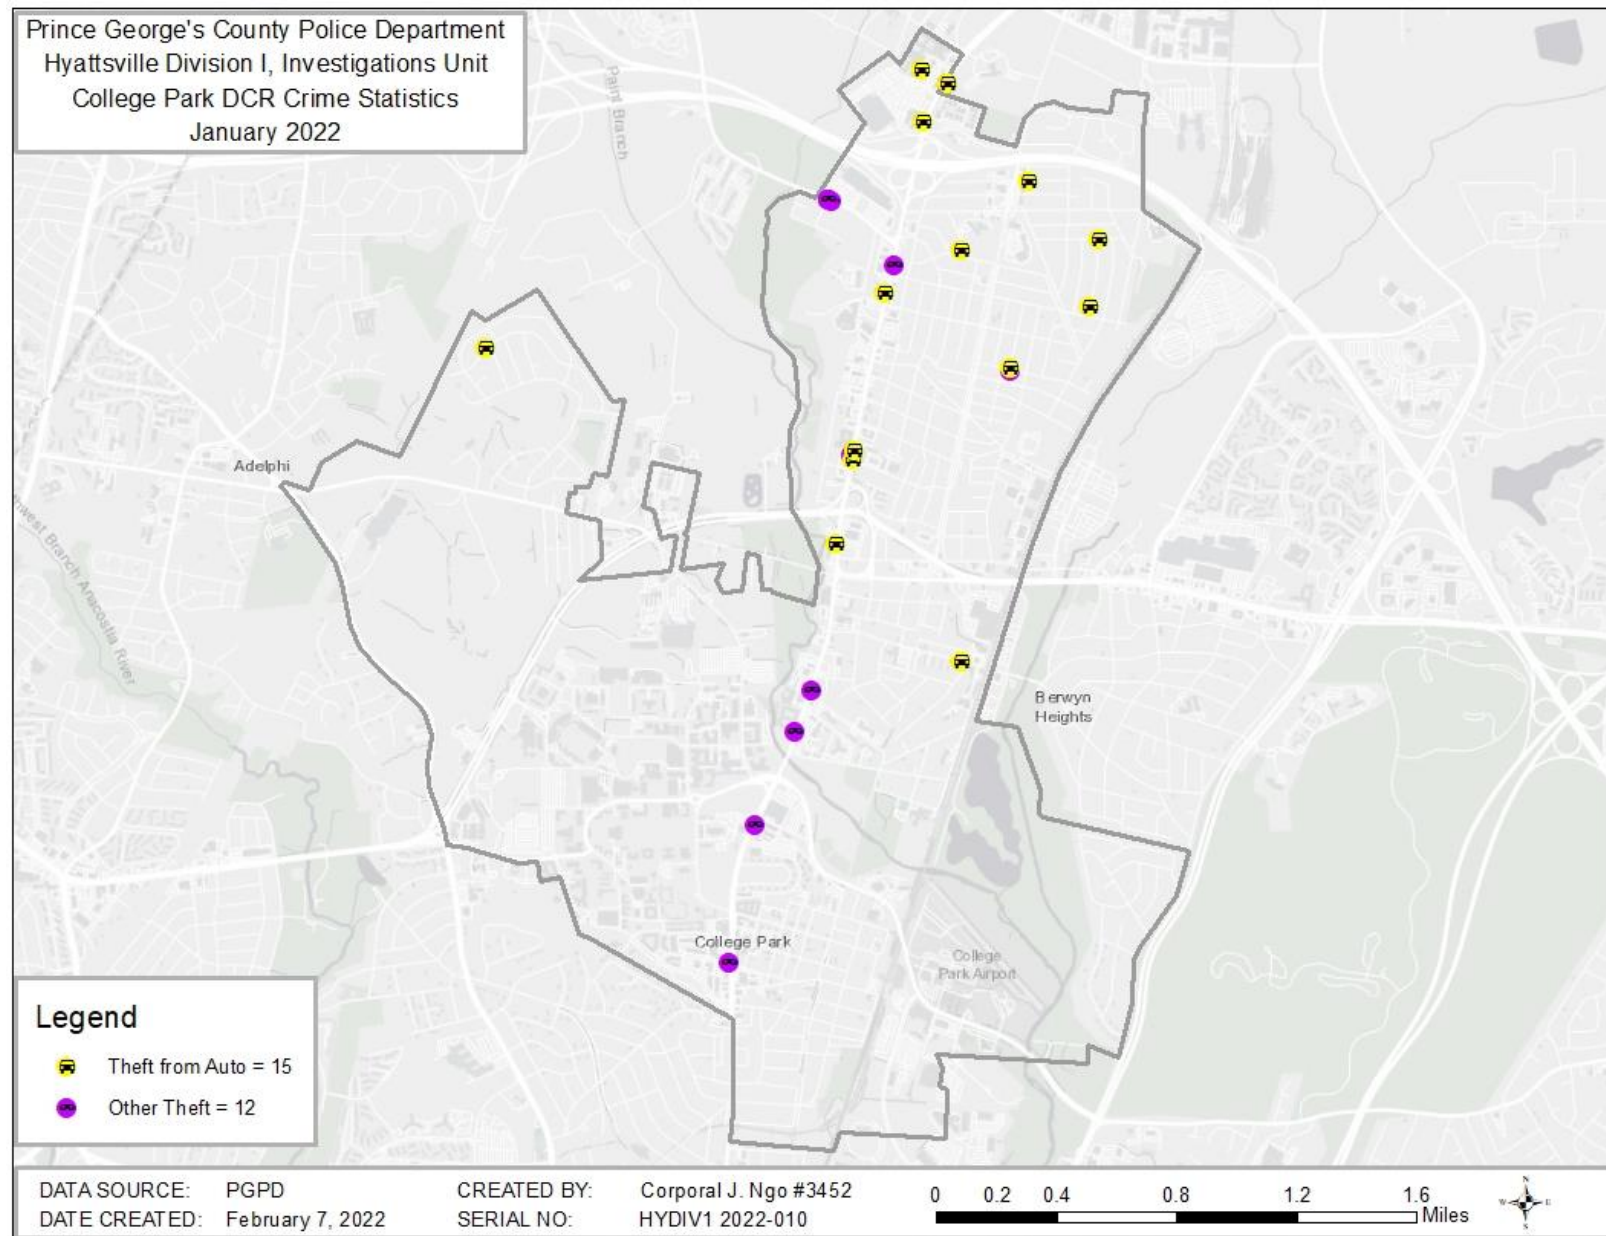 Prince George's County Police Department
Hyattsville Division I, Investigations Unit
College Park DCR Crime Statistics
January 2022
Paint Branch
Adelphi
Northwest Branch Anacostia River
Berwyn
Heights
College Park
College
Park Airport
Legend
Theft from Auto = 15
Other Theft = 12
DATA SOURCE: PGPD
DATE CREATED: February 7, 2022
CREATED BY: Corporal J. Ngo #3452
SERIAL NO: HYDIV1 2022-010
0 0.2 0.4 0.8 1.2 1.6
Miles
N
W E
S